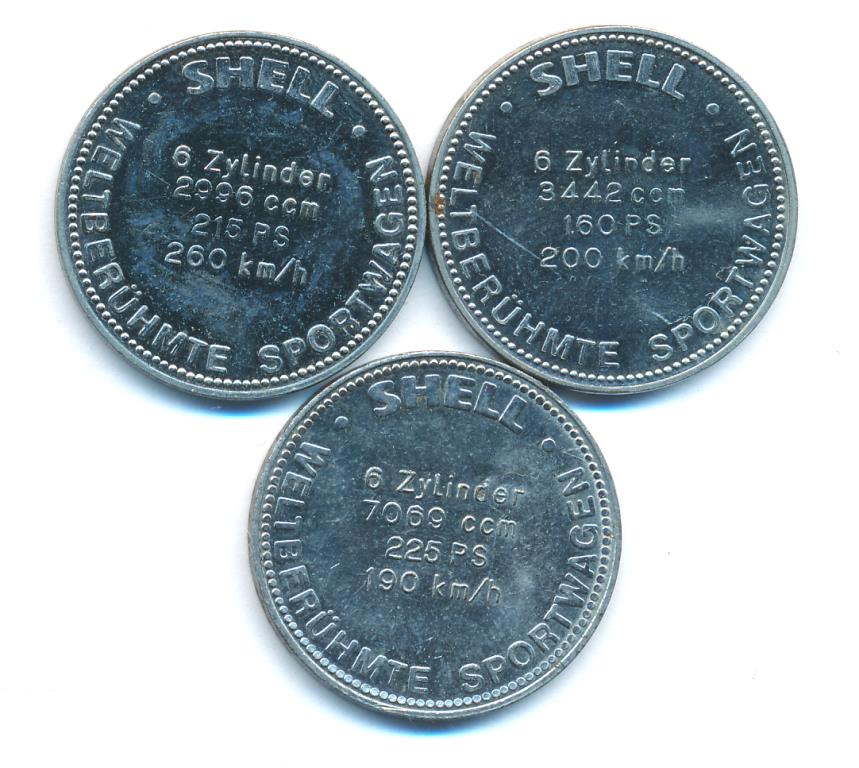 SHELL
6 Zylinder
2996 ccm
215 PS
260 km/h
WELTBERÜHMTE SPORTWAGEN
SHELL
6 Zylinder
3442 ccm
160 PS
200 km/h
WELTBERÜHMTE SPORTWAGEN
SHELL
6 Zylinder
7069 ccm
225 PS
190 km/h
WELTBERÜHMTE SPORTWAGEN